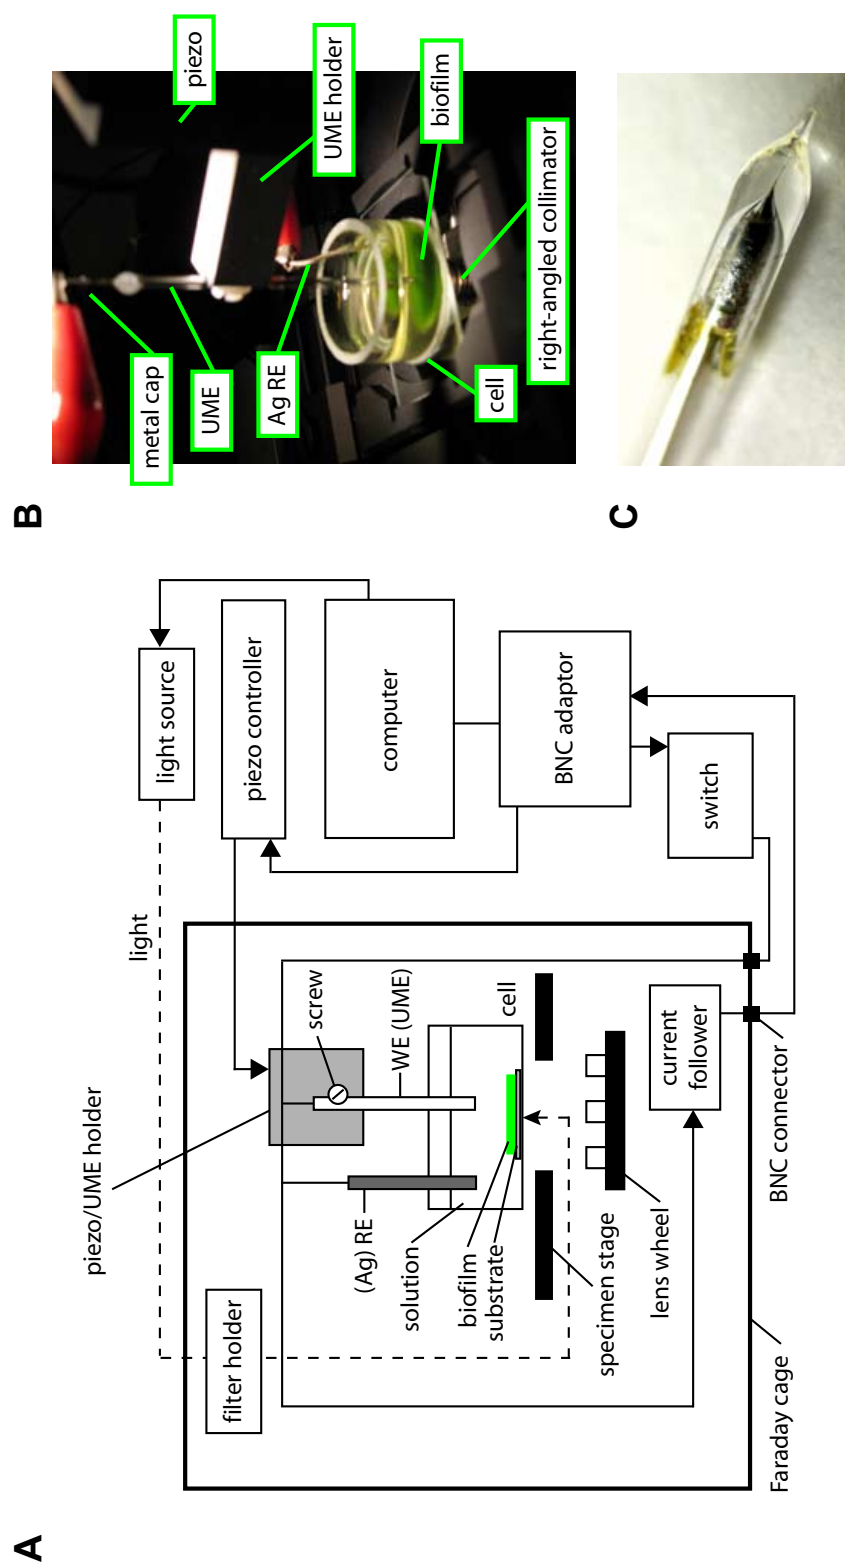 A
piezo/UME holder
light
light source
filter holder
screw
piezo controller
(Ag) RE
WE (UME)
solution
cell
computer
biofilm
substrate
BNC adaptor
specimen stage
lens wheel
current
follower
switch
BNC connector
Faraday cage
B
metal cap
piezo
UME
Ag RE
UME holder
biofilm
cell
right-angled collimator
C